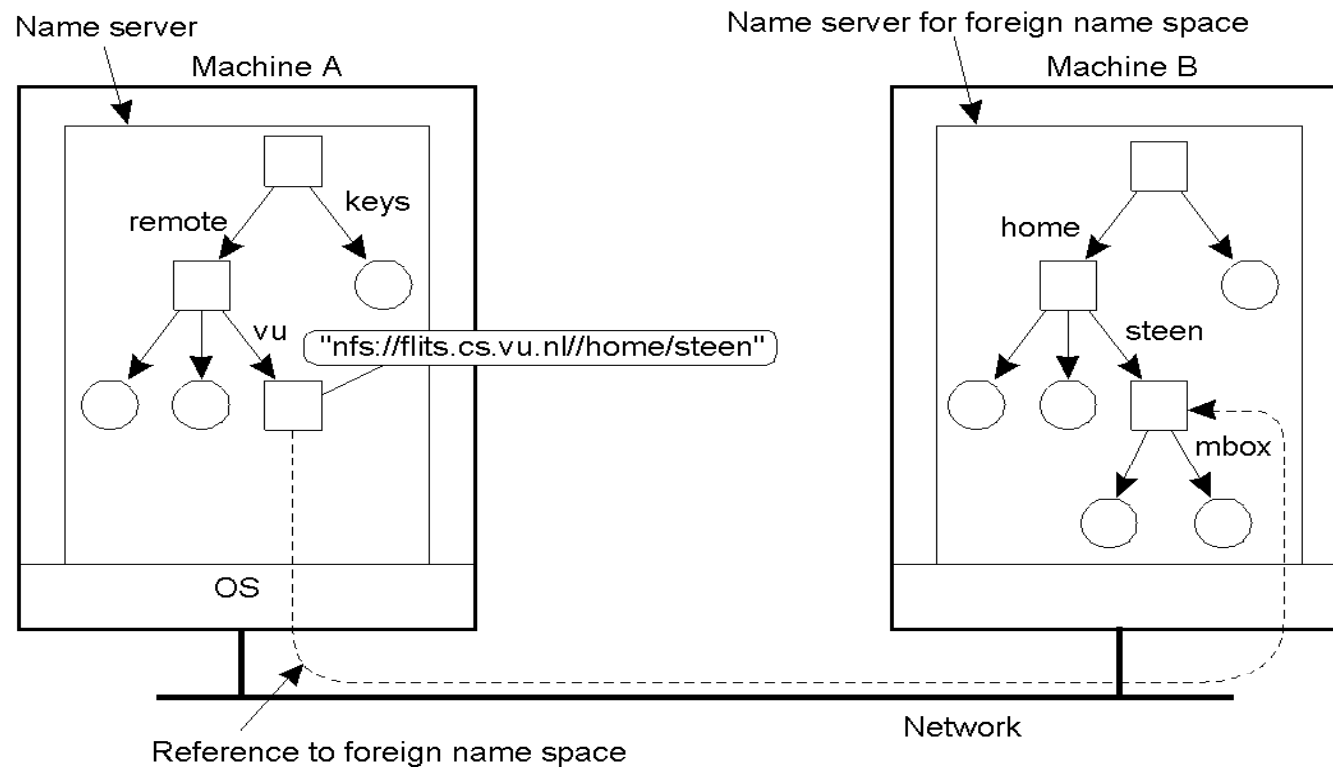 Name server
Name server for foreign name space
Machine A
Machine B
keys
remote
home
vu
steen
"nfs://flits.cs.vu.nl//home/steen"
mbox
OS
Network
Reference to foreign name space